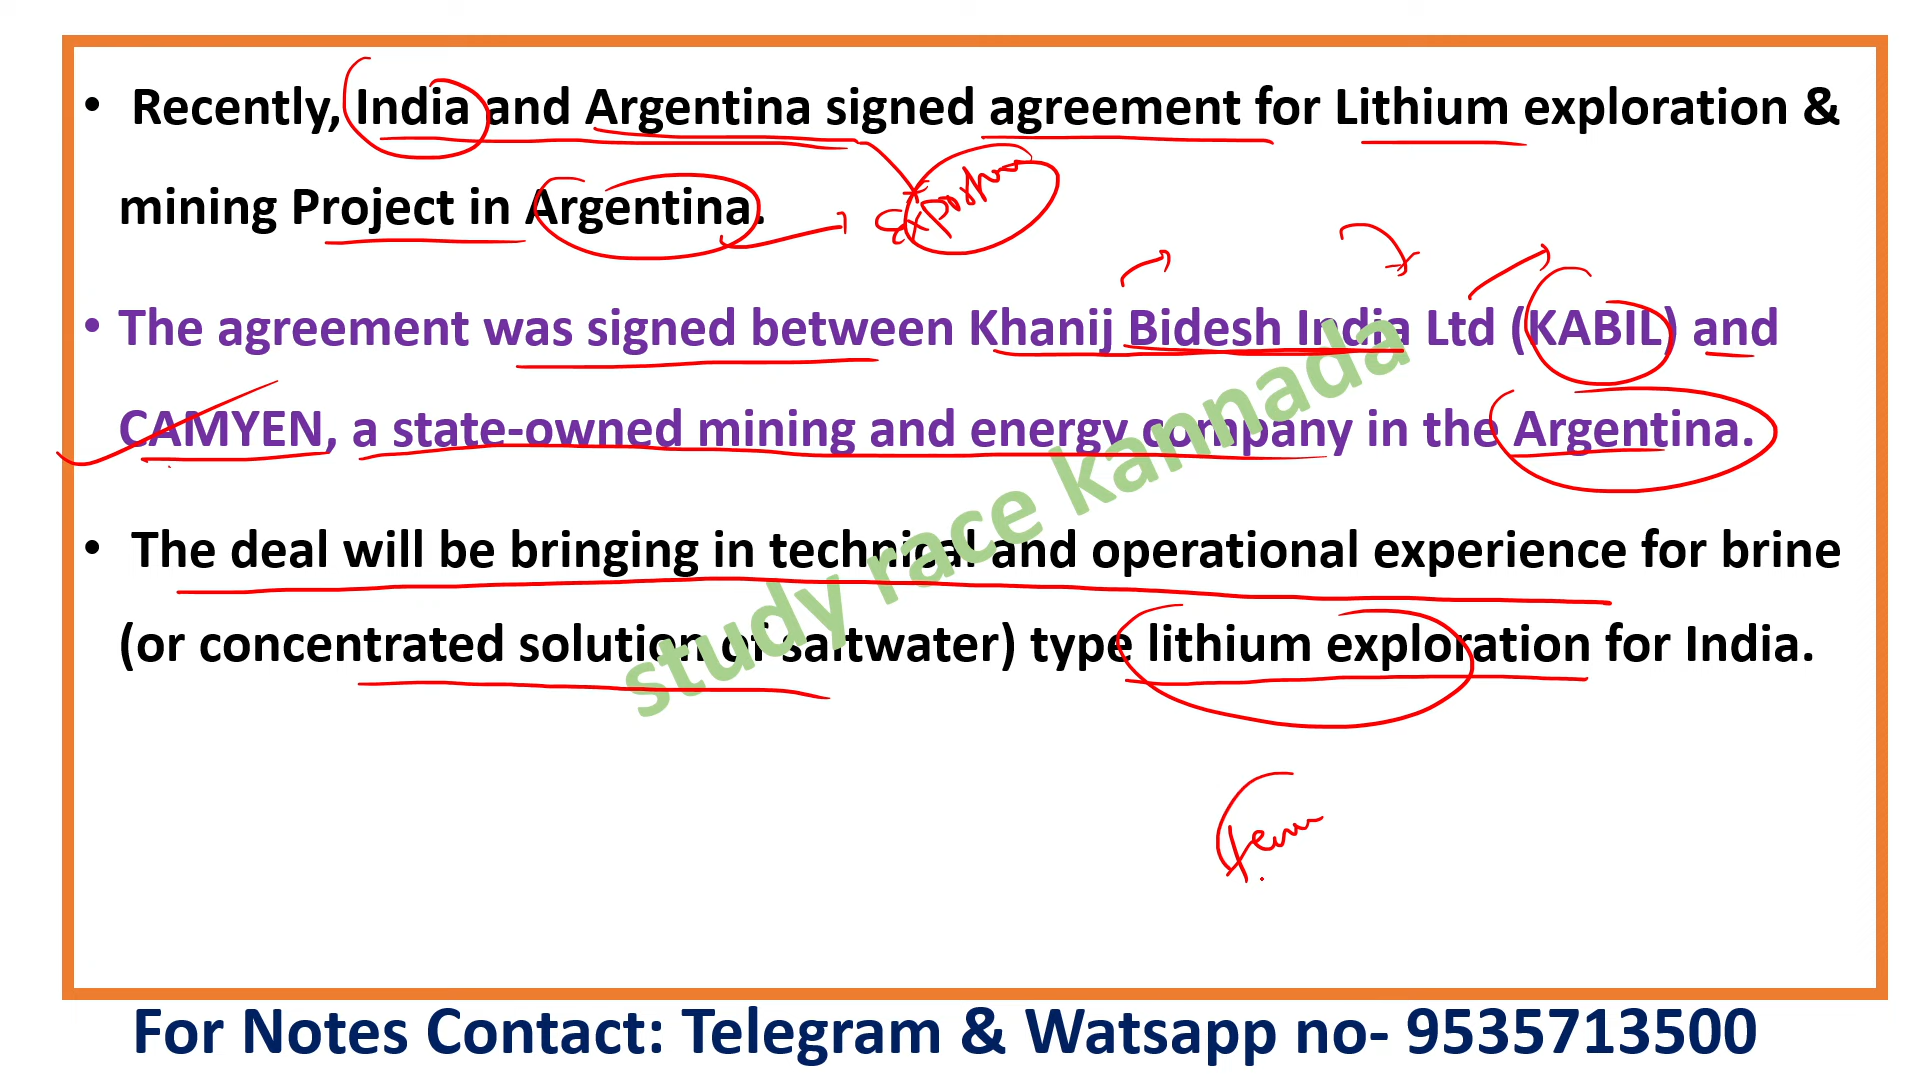 • Recently, India and Argentina signed agreement for Lithium exploration &
mining Project in Argentina.
• The agreement was signed between Khanij Bidesh India Ltd (KABIL) and
CAMYEN, a state-owned mining and energy company in the Argentina.
• The deal will be bringing in technical and operational experience for brine
(or concentrated solution of saltwater) type lithium exploration for India.
study race kannada
For Notes Contact: Telegram & Watsapp no- 9535713500